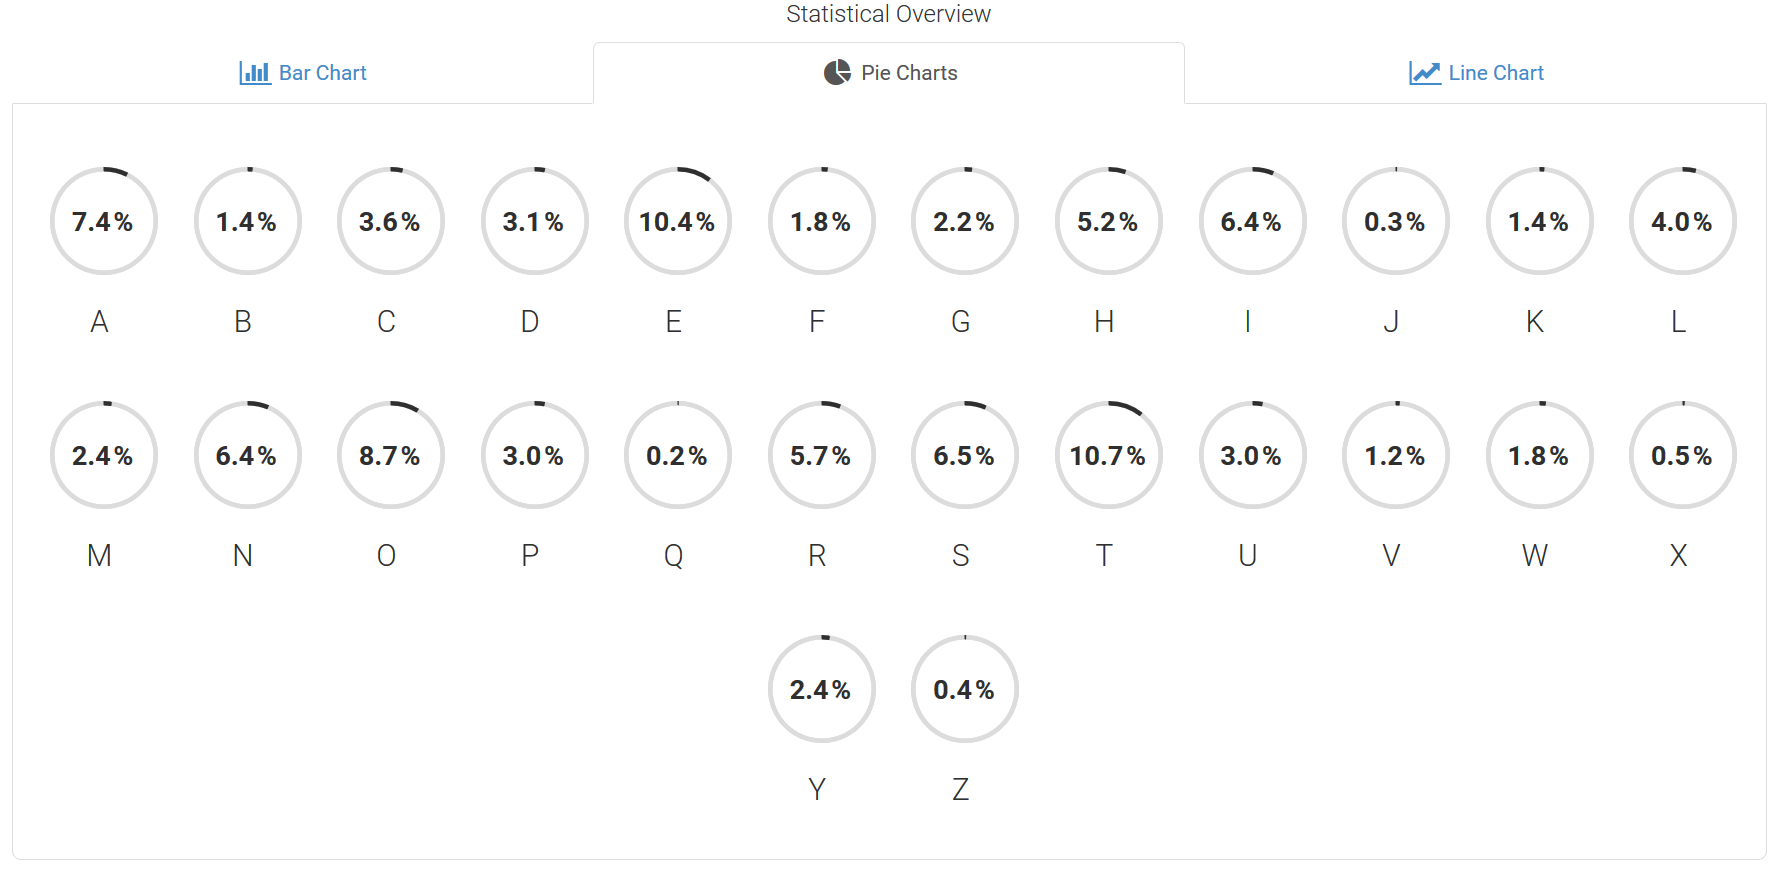 Statistical Overview
Bar Chart Pie Charts Line Chart
7.4% 1.4% 3.6% 3.1% 10.4% 1.8% 2.2% 5.2% 6.4% 0.3% 1.4% 4.0%
A B C D E F G H I J K L
2.4% 6.4% 8.7% 3.0% 0.2% 5.7% 6.5% 10.7% 3.0% 1.2% 1.8% 0.5%
M N O P Q R S T U V W X
2.4% 0.4%
Y Z